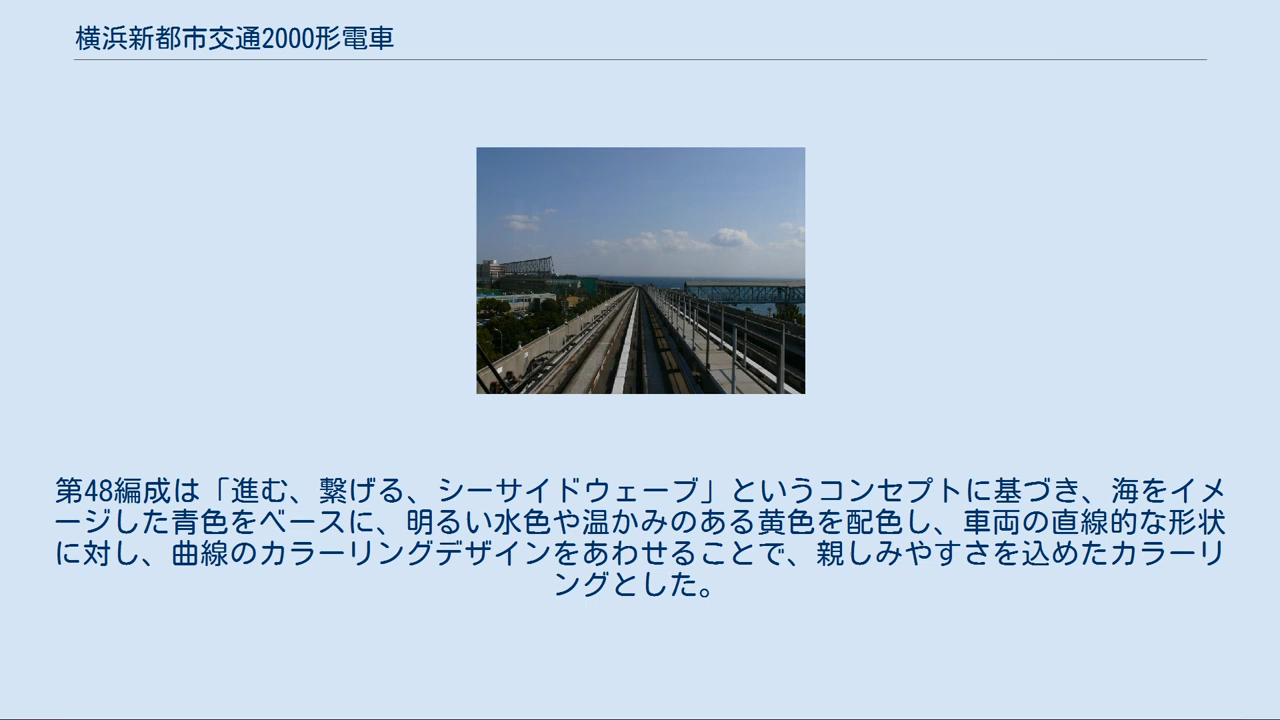 横浜新都市交通2000形電車
第48編成は「進む、繋げる、シーサイドウェーブ」というコンセプトに基づき、海をイメ
ージした青色をベースに、明るい水色や温かみのある黄色を配色し、車両の直線的な形状
に対し、曲線のカラーリングデザインをあわせることで、親しみやすさを込めたカラーリ
ングとした。